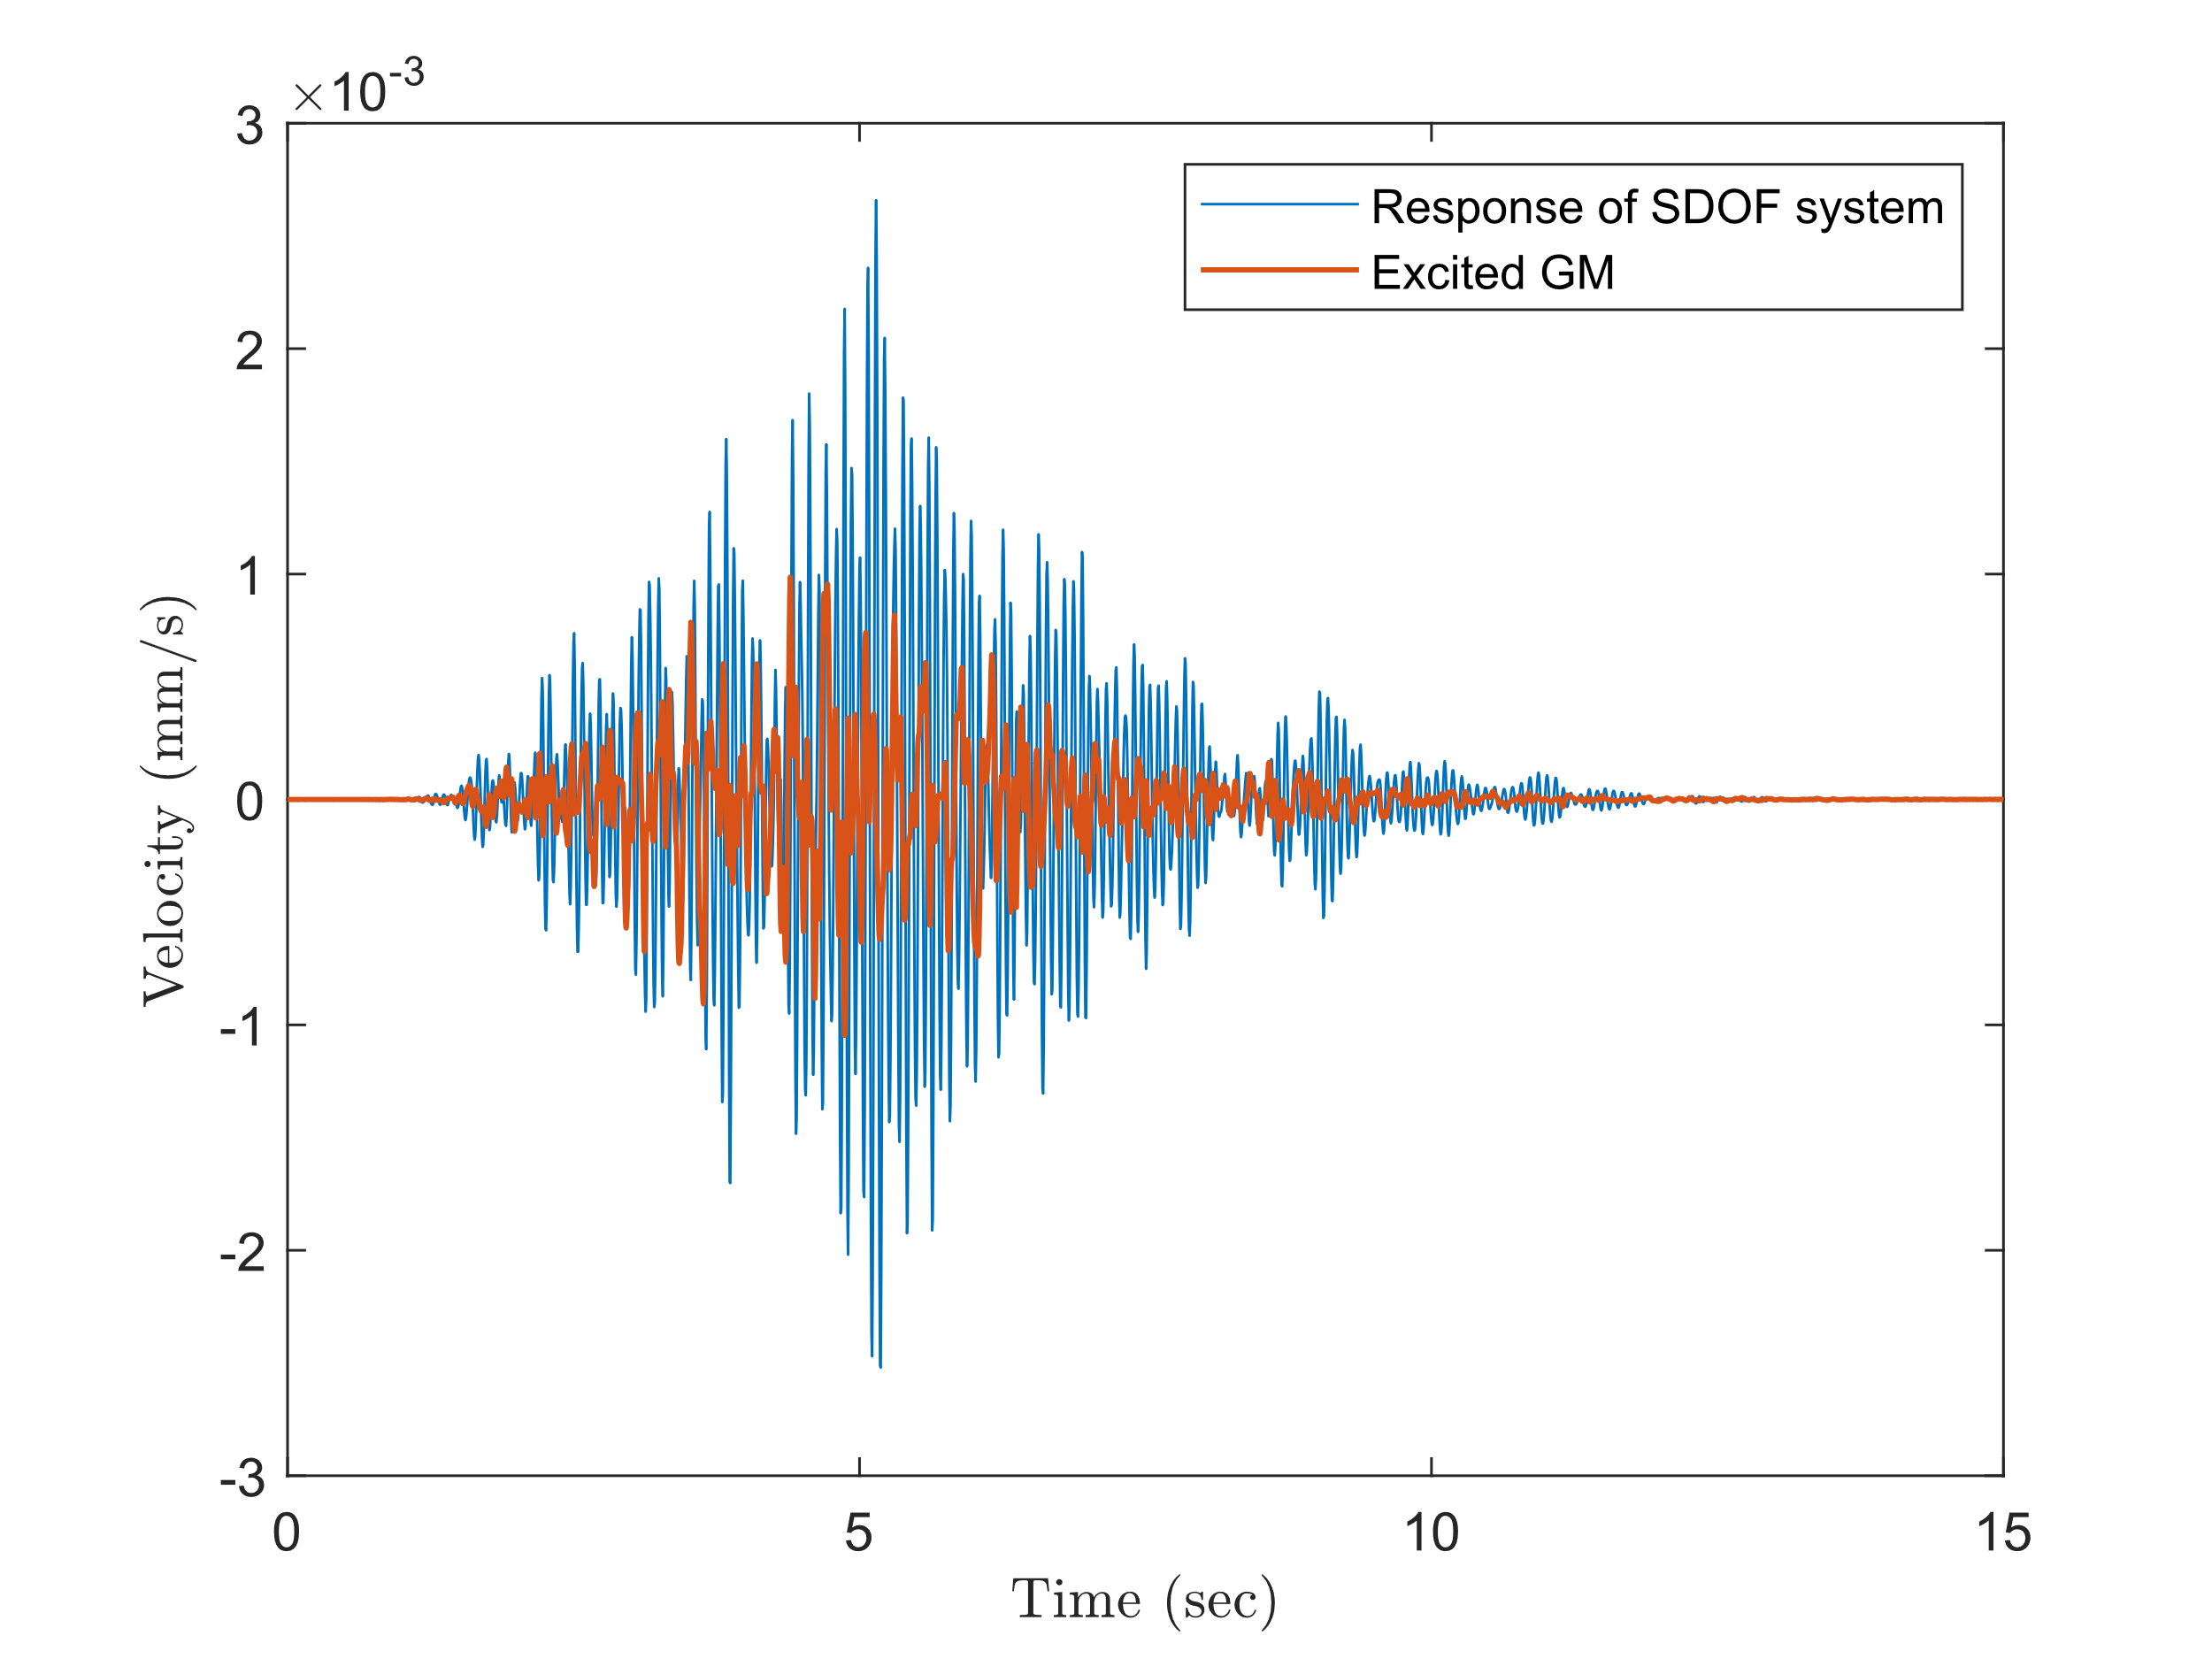 ×10-3
3
2
1
0
-1
-2
-3
Velocity (mm/s)
Response of SDOF system
Excited GM
0 5 10 15
Time (sec)